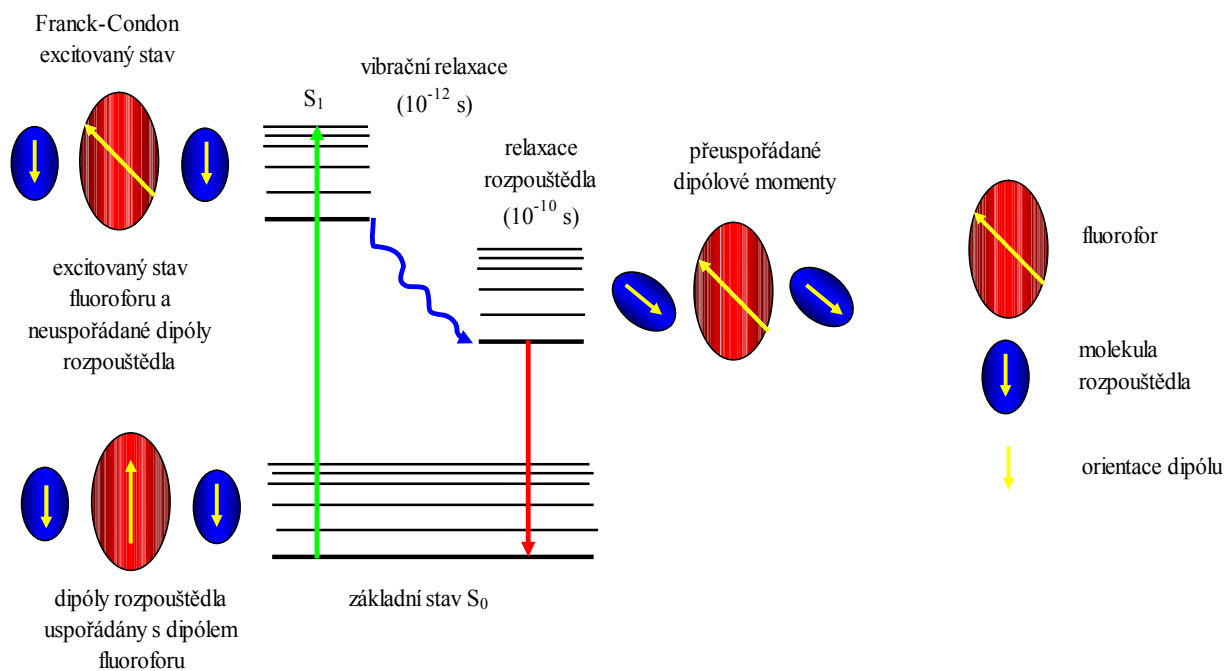 Franck-Condon
excitovaný stav
S₁
vibrační relaxace
(10⁻¹² s)
relaxace
rozpouštědla
(10⁻¹⁰ s)
přeuspořádané
dipólové momenty
fluorofor
excitovaný stav
fluoroforu a
neuspořádané dipóly
rozpouštědla
molekula
rozpouštědla
orientace dipólu
dipóly rozpouštědla
uspořádány s dipólem
fluoroforu
základní stav S₀